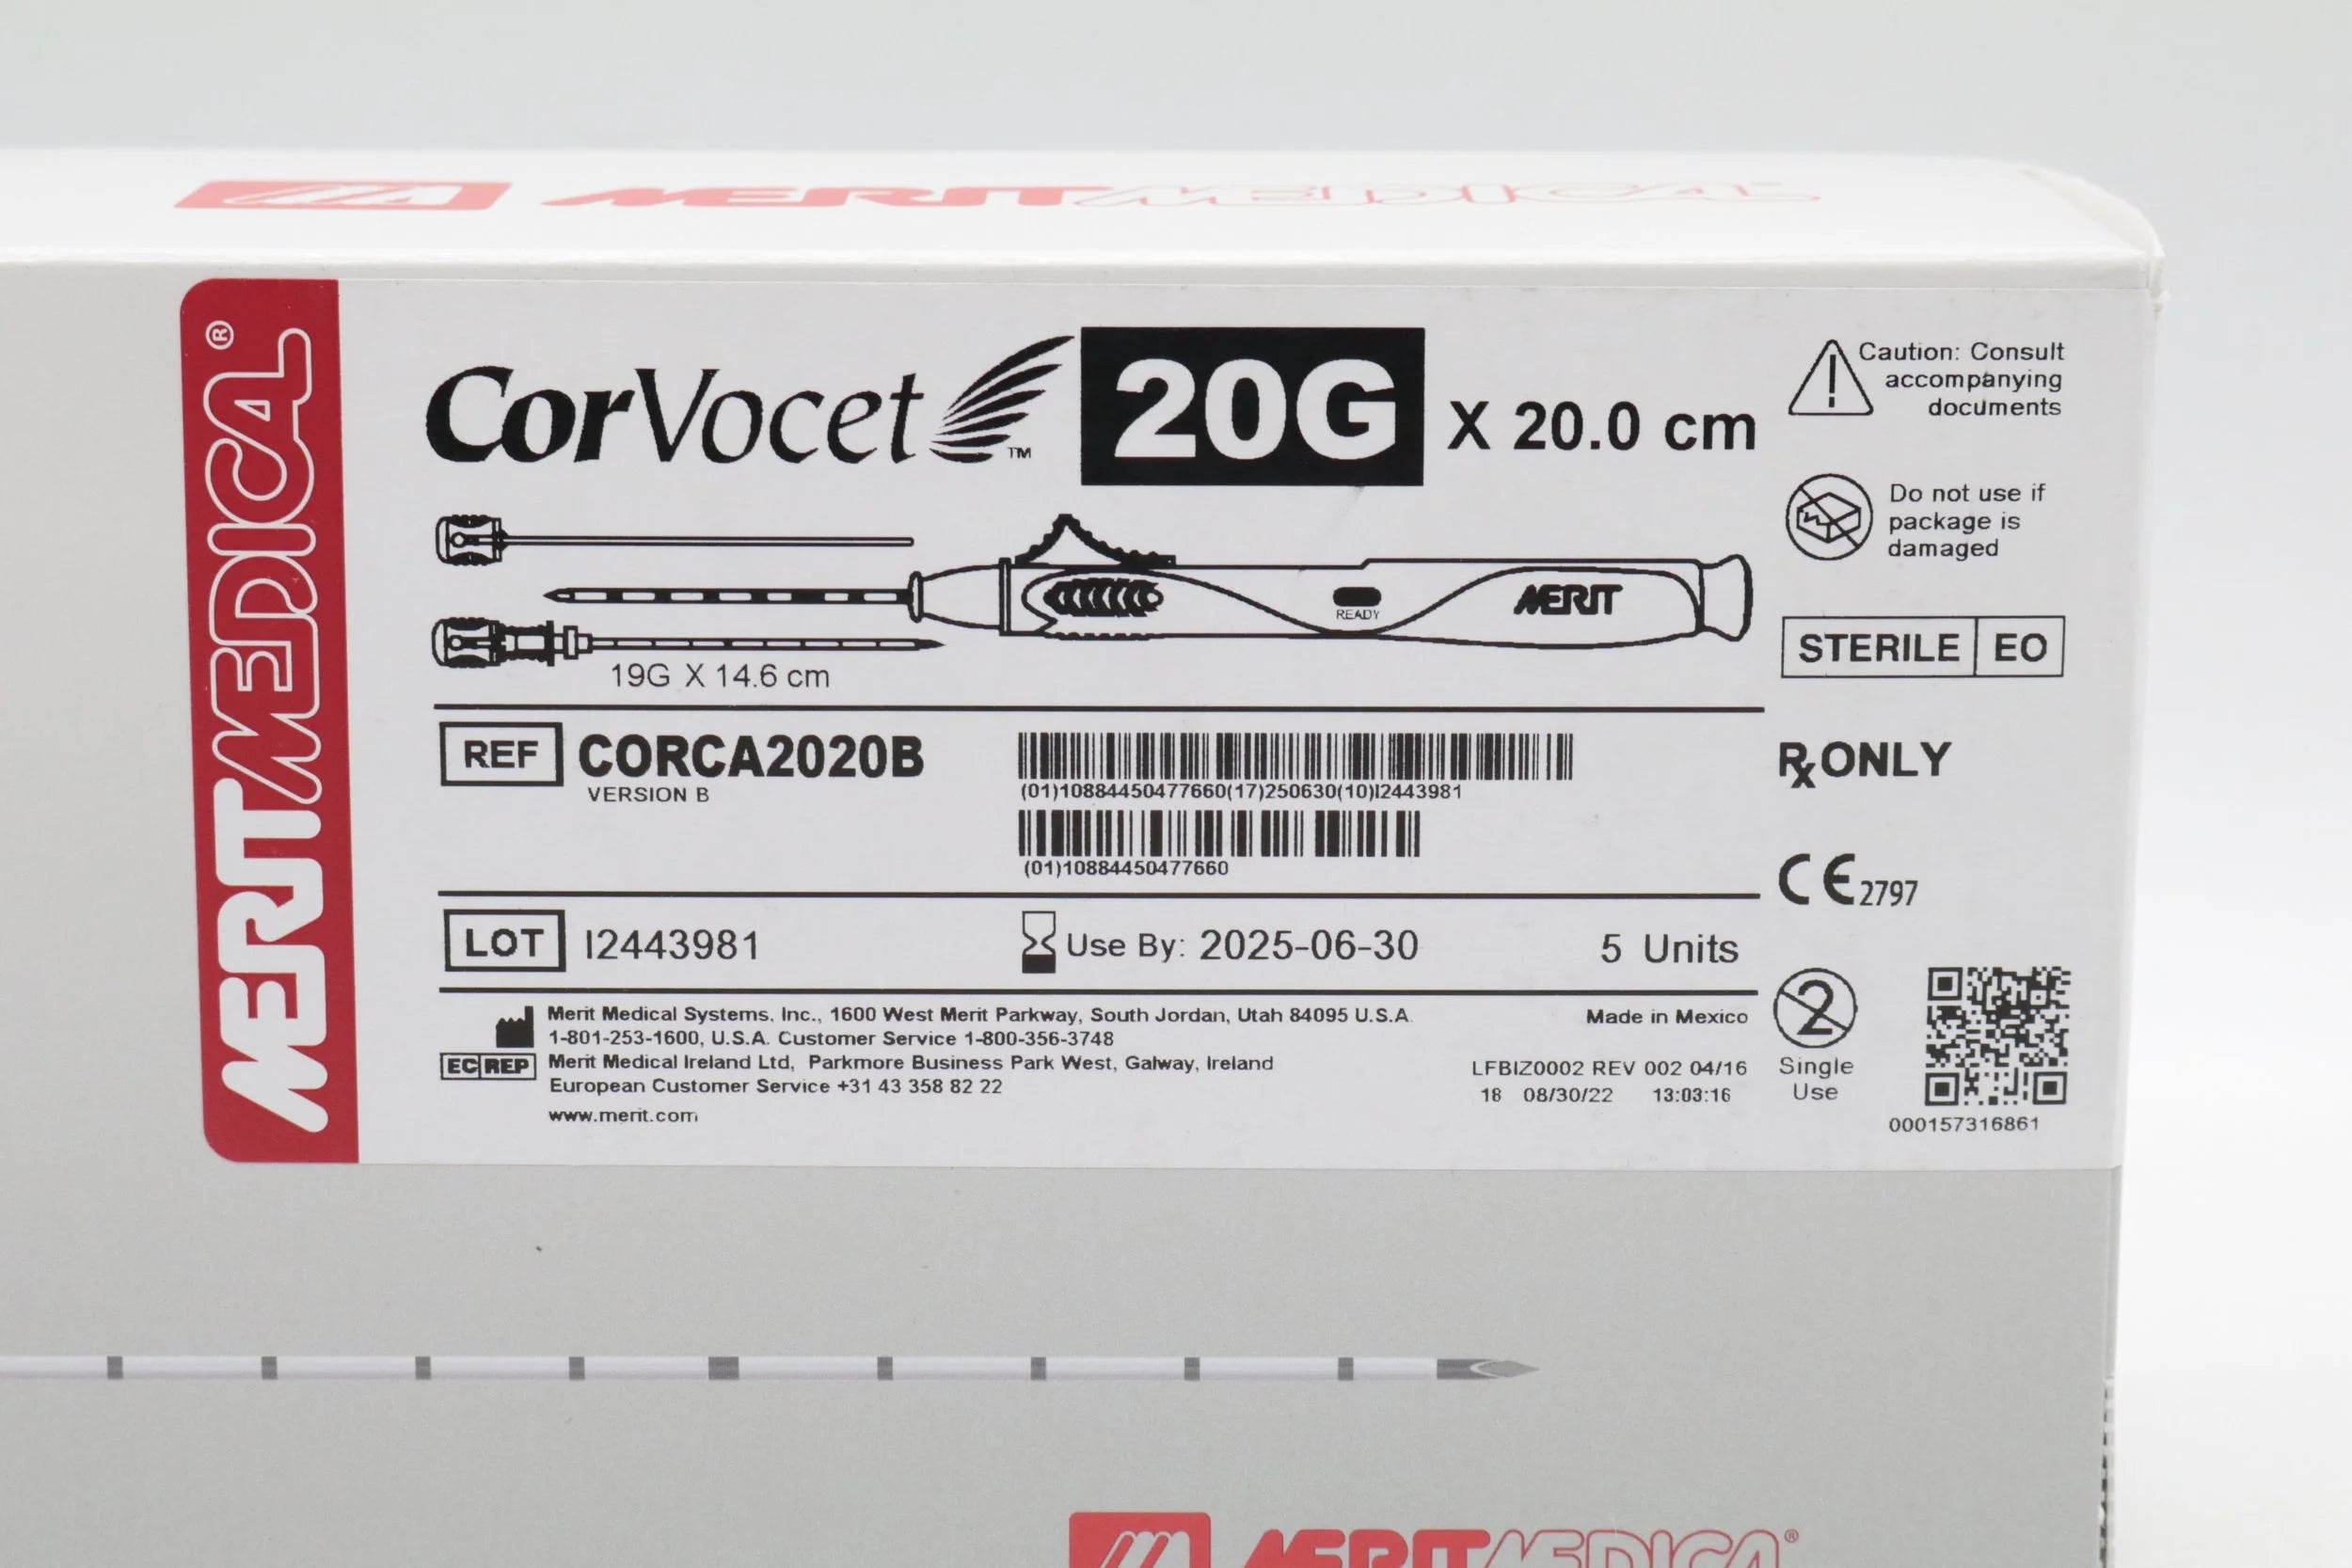 MERITMEDICAL
MERITMEDICAL®
CorVocet™ 20G X 20.0 cm
Caution: Consult
accompanying
documents
Do not use if
package is
damaged
READY
MERIT
19G X 14.6 cm
STERILE EO
REF CORCA2020B
VERSION B
(01)10884450477660(17)250630(10)I2443981
(01)10884450477660
Rx ONLY
CE 2797
LOT I2443981
Use By: 2025-06-30
5 Units
Merit Medical Systems, Inc., 1600 West Merit Parkway, South Jordan, Utah 84095 U.S.A.
1-801-253-1600, U.S.A. Customer Service 1-800-356-3748
EC REP Merit Medical Ireland Ltd, Parkmore Business Park West, Galway, Ireland
European Customer Service +31 43 358 82 22
www.merit.com
Made in Mexico
LFBIZ0002 REV 002 04/16
18 08/30/22 13:03:16
2
Single
Use
000157316861
MERITMEDICAL®